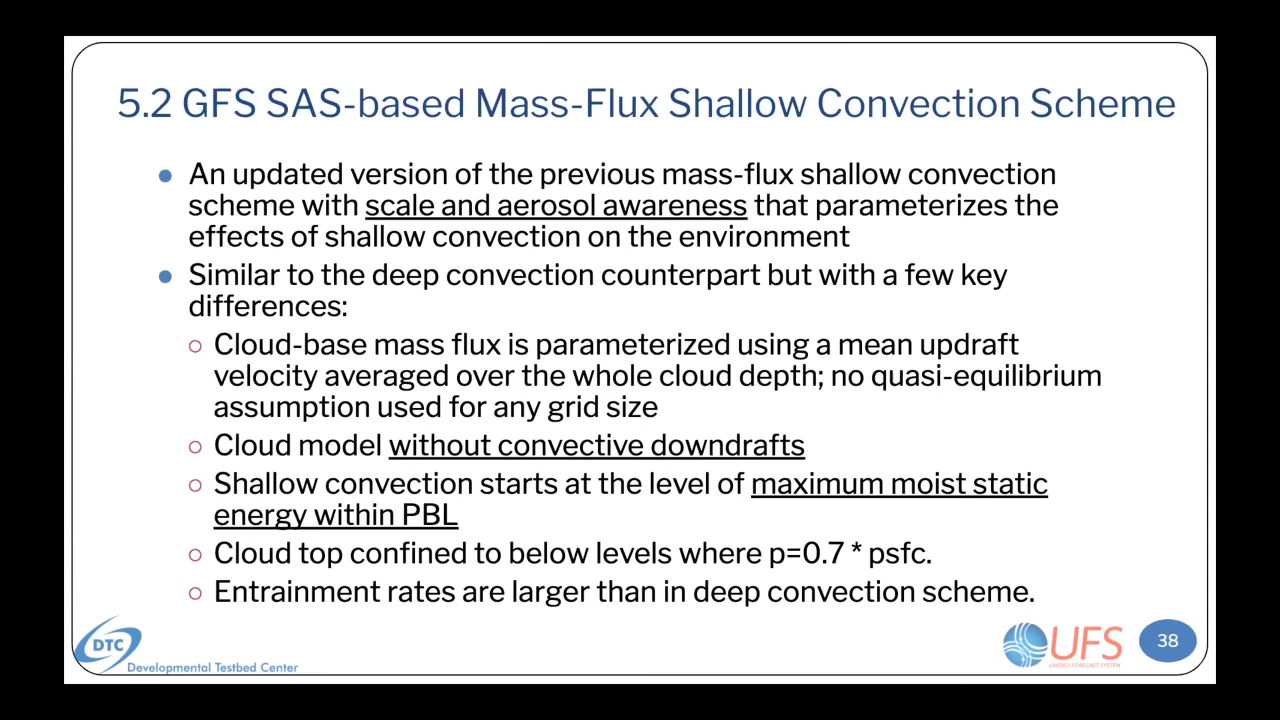 5.2 GFS SAS-based Mass-Flux Shallow Convection Scheme
● An updated version of the previous mass-flux shallow convection
scheme with scale and aerosol awareness that parameterizes the
effects of shallow convection on the environment
● Similar to the deep convection counterpart but with a few key
differences:
○ Cloud-base mass flux is parameterized using a mean updraft
velocity averaged over the whole cloud depth; no quasi-equilibrium
assumption used for any grid size
○ Cloud model without convective downdrafts
○ Shallow convection starts at the level of maximum moist static
energy within PBL
○ Cloud top confined to below levels where p=0.7 * psfc.
○ Entrainment rates are larger than in deep convection scheme.
DTC
Developmental Testbed Center
UFS
UNIFIED FORECAST SYSTEM
38